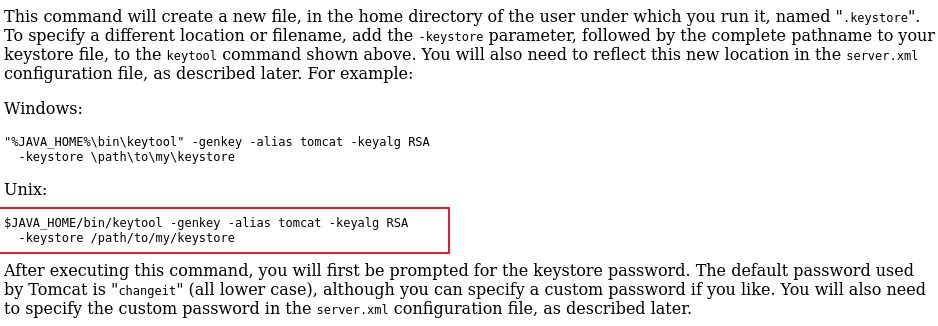 This command will create a new file, in the home directory of the user under which you run it, named ".keystore".
To specify a different location or filename, add the -keystore parameter, followed by the complete pathname to your
keystore file, to the keytool command shown above. You will also need to reflect this new location in the server.xml
configuration file, as described later. For example:
Windows:
"%JAVA_HOME%\bin\keytool" -genkey -alias tomcat -keyalg RSA
  -keystore \path\to\my\keystore
Unix:
$JAVA_HOME/bin/keytool -genkey -alias tomcat -keyalg RSA
  -keystore /path/to/my/keystore
After executing this command, you will first be prompted for the keystore password. The default password used
by Tomcat is "changeit" (all lower case), although you can specify a custom password if you like. You will also need
to specify the custom password in the server.xml configuration file, as described later.